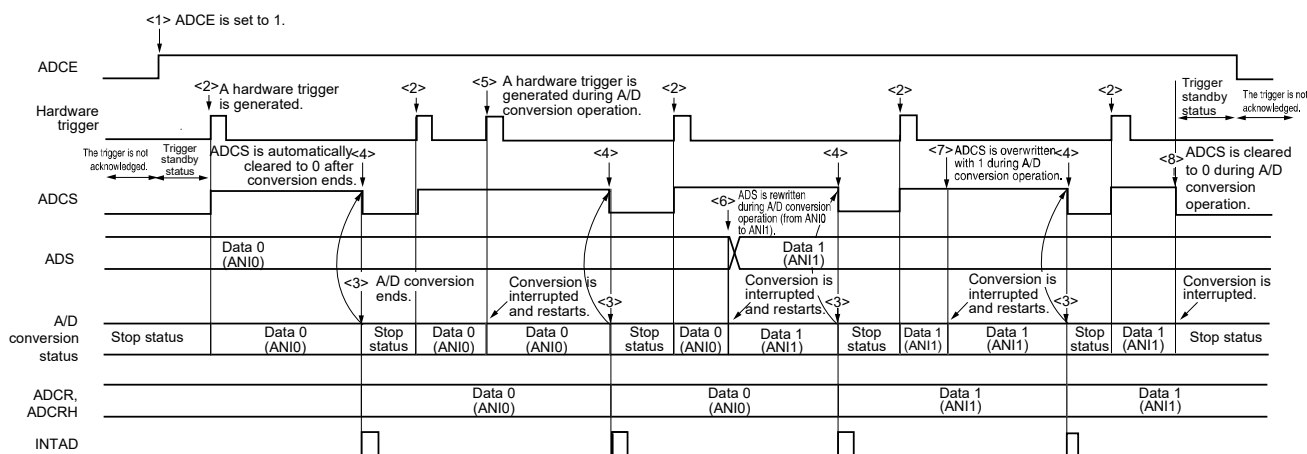 <1> ADCE is set to 1.
ADCE
<2> A hardware trigger
is generated.
<2>
<5> A hardware trigger is
generated during A/D
conversion operation.
<2>
<2>
<2>
Trigger
standby
status
The trigger is not
acknowledged.
Hardware
trigger
The trigger is not
acknowledged.
Trigger
standby
status
ADCS is automatically
cleared to 0 after
conversion ends.
<4>
<4>
<4>
<7> ADCS is overwritten
with 1 during A/D
conversion operation.
<4>
<8> ADCS is cleared
to 0 during A/D
conversion
operation.
ADCS
<6> ADS is rewritten
during A/D conversion
operation (from ANI0
to ANI1).
ADS
Data 0
(ANI0)
Data 1
(ANI1)
<3> A/D conversion
ends.
Conversion is
interrupted
and restarts.
<3>
Conversion is
interrupted
and restarts.
<3>
Conversion is
interrupted
and restarts.
<3>
Conversion is
interrupted.
A/D
conversion
status
Stop status
Data 0
(ANI0)
Stop
status
Data 0
(ANI0)
Data 0
(ANI0)
Stop
status
Data 0
(ANI0)
Data 1
(ANI1)
Stop
status
Data 1
(ANI1)
Data 1
(ANI1)
Stop
status
Data 1
(ANI1)
Stop status
ADCR,
ADCRH
Data 0
(ANI0)
Data 0
(ANI0)
Data 1
(ANI1)
Data 1
(ANI1)
INTAD